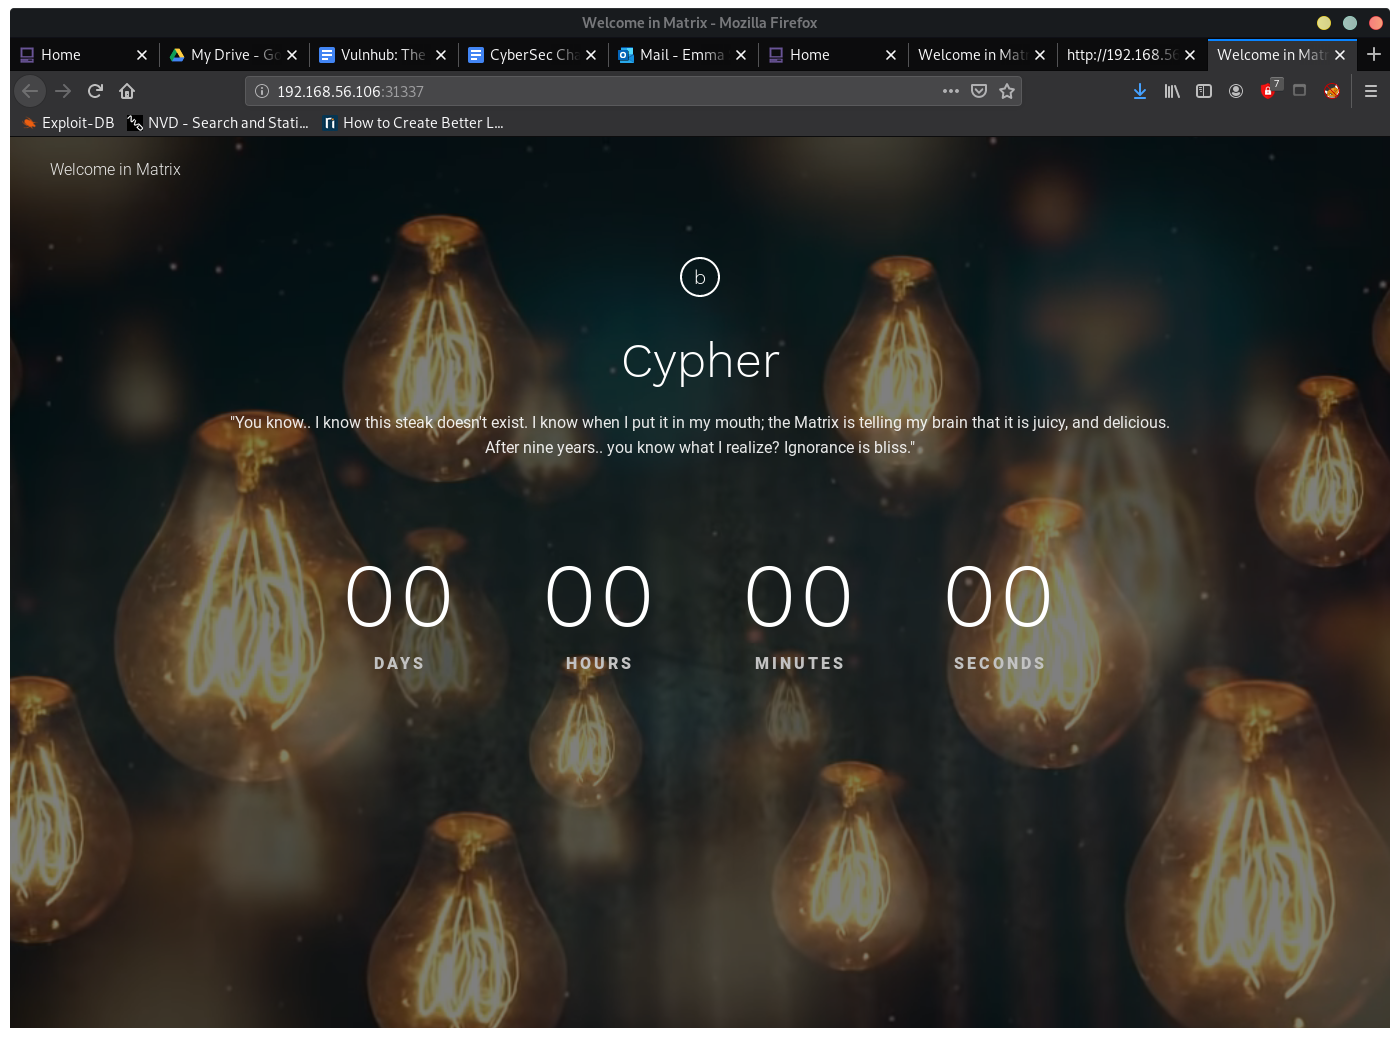 Welcome in Matrix - Mozilla Firefox
Home My Drive - Go Vulnhub: The CyberSec Cha Mail - Emma Home Welcome in Matri http://192.168.56 Welcome in Matri
192.168.56.106:31337 7
Exploit-DB NVD - Search and Stati... How to Create Better L...
Welcome in Matrix
b
Cypher
"You know.. I know this steak doesn't exist. I know when I put it in my mouth; the Matrix is telling my brain that it is juicy, and delicious.
After nine years.. you know what I realize? Ignorance is bliss."
00 00 00 00
DAYS HOURS MINUTES SECONDS